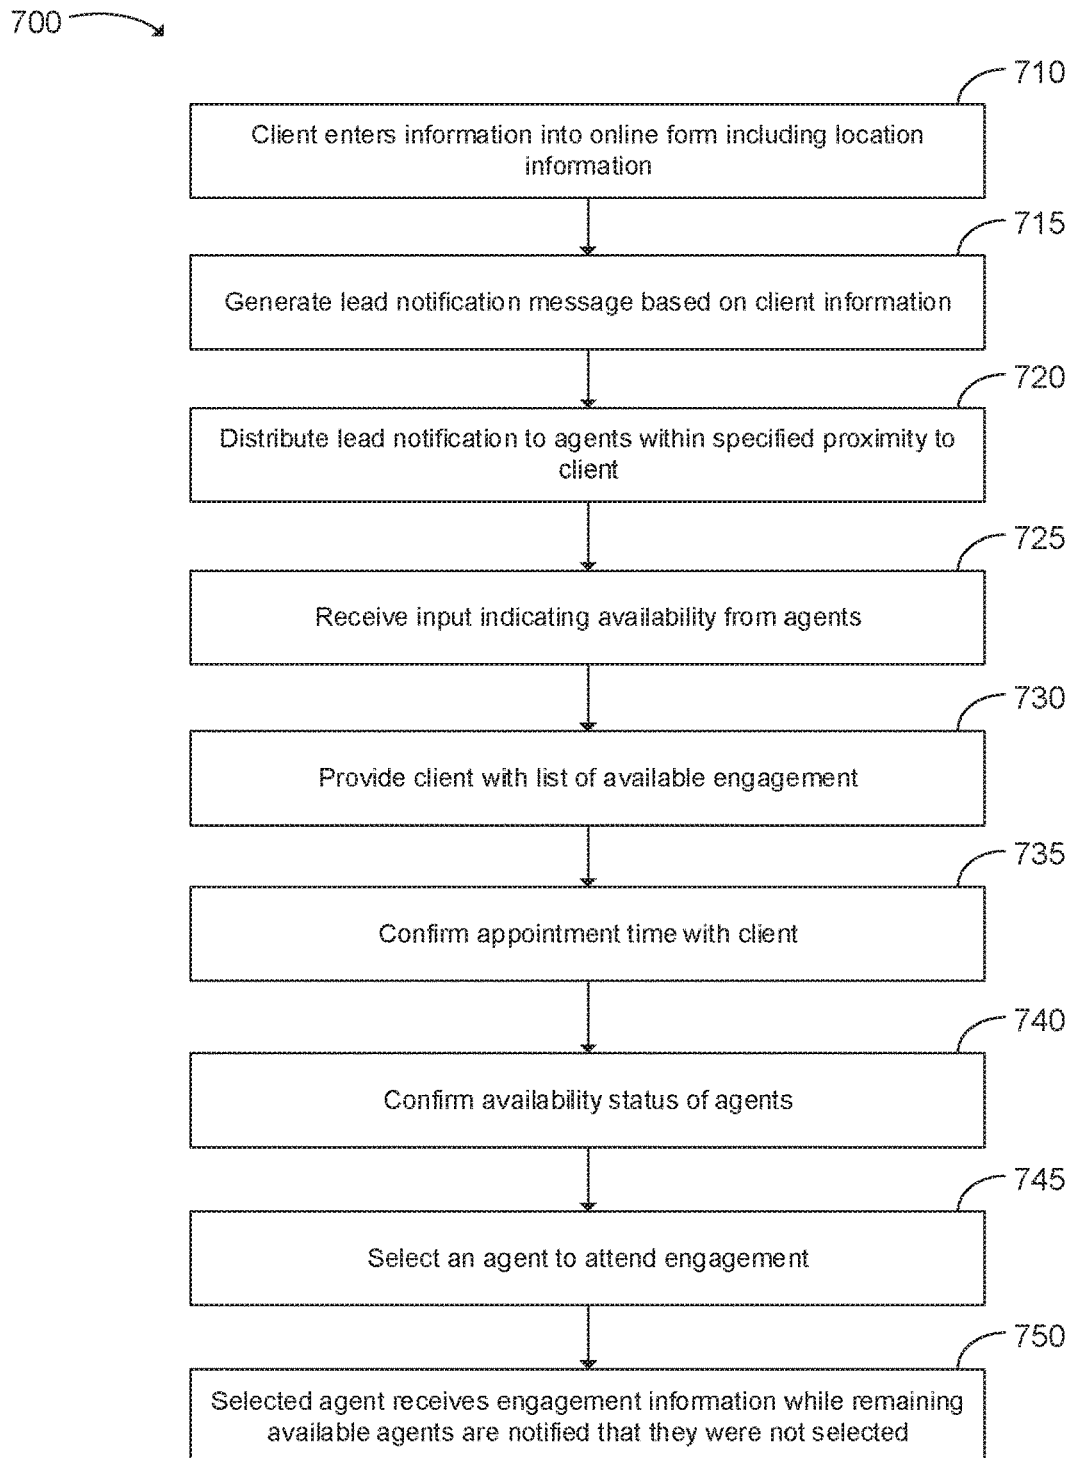 700
710
Client enters information into online form including location
information
715
Generate lead notification message based on client information
720
Distribute lead notification to agents within specified proximity to
client
725
Receive input indicating availability from agents
730
Provide client with list of available engagement
735
Confirm appointment time with client
740
Confirm availability status of agents
745
Select an agent to attend engagement
750
Selected agent receives engagement information while remaining
available agents are notified that they were not selected